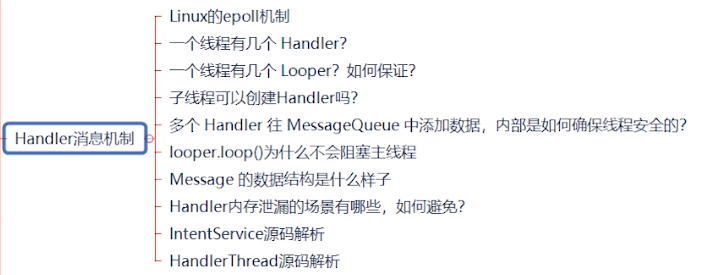 Linux的epoll机制
一个线程有几个 Handler？
一个线程有几个 Looper？如何保证？
子线程可以创建Handler吗？
多个 Handler 往 MessageQueue 中添加数据，内部是如何确保线程安全的？
Handler消息机制
looper.loop()为什么不会阻塞主线程
Message 的数据结构是什么样子
Handler内存泄漏的场景有哪些，如何避免？
IntentService源码解析
HandlerThread源码解析